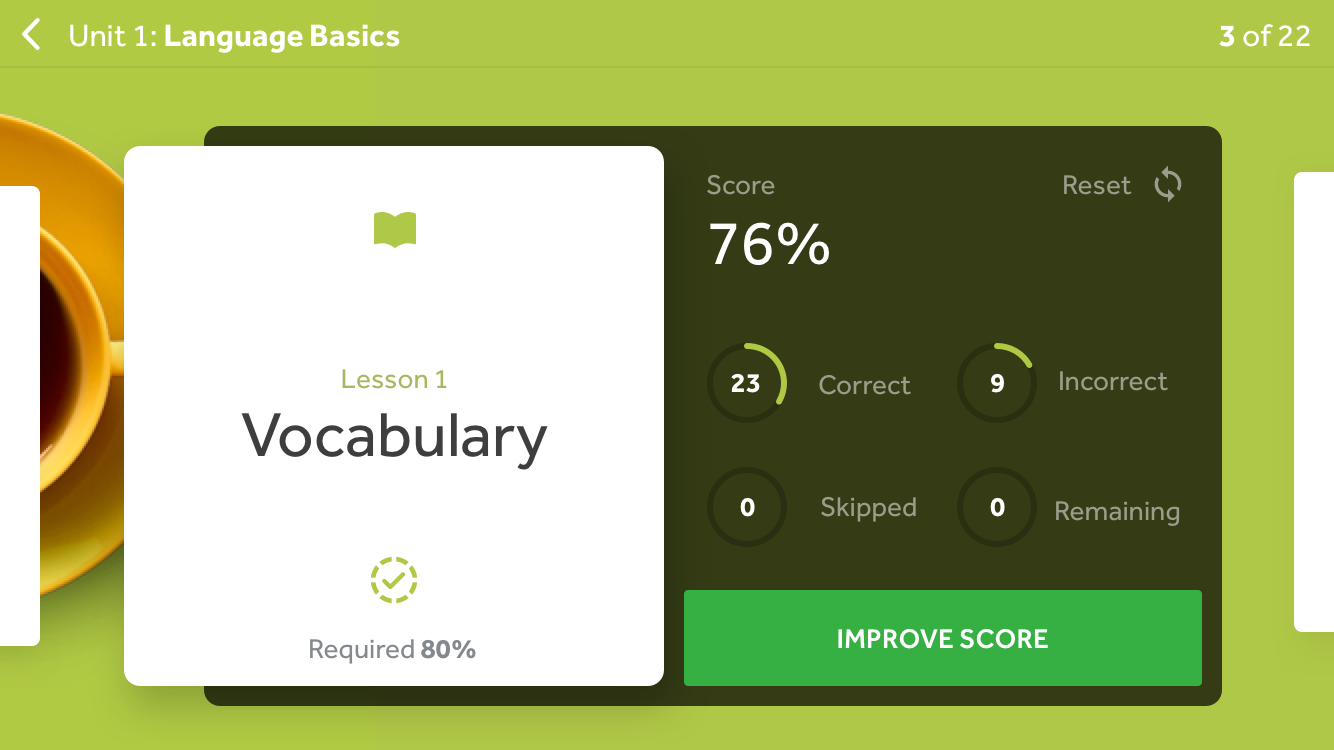 Unit 1: Language Basics
3 of 22
Lesson 1
Vocabulary
Required 80%
Score
Reset
76%
23 Correct
9 Incorrect
0 Skipped
0 Remaining
IMPROVE SCORE